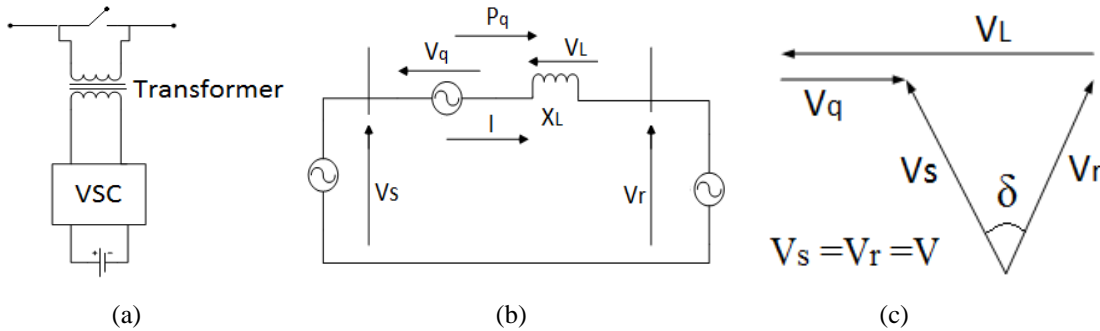 Transformer
VSC
+ -
(a)
Pq
Vq
VL
I
XL
Vs
Vr
(b)
VL
Vq
Vs
Vr
δ
Vs =Vr =V
(c)